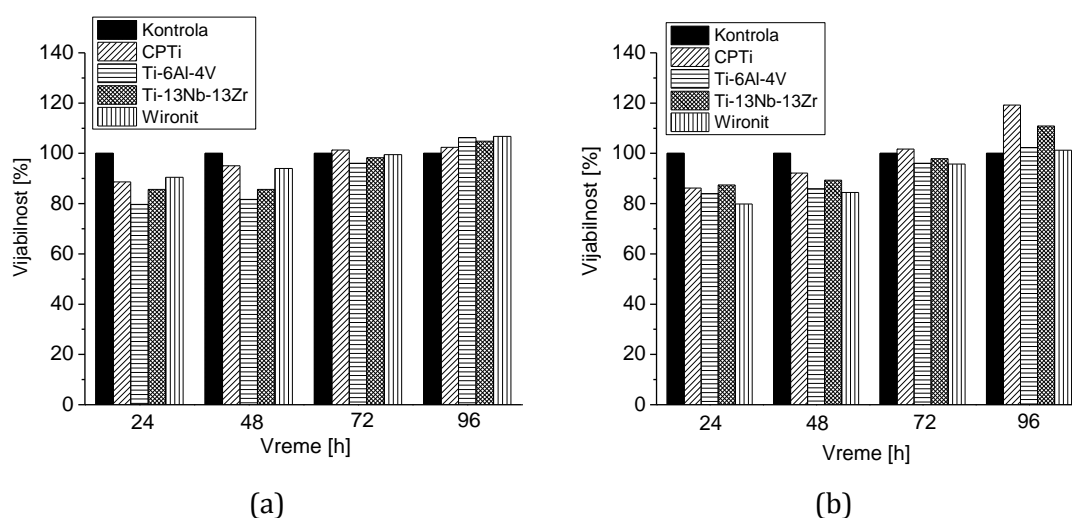 Kontrola
CPTi
Ti-6Al-4V
Ti-13Nb-13Zr
Wironit
140
120
100
80
60
40
20
0
Vijabilnost [%]
24 48 72 96
Vreme [h]
(a)
Kontrola
CPTi
Ti-6Al-4V
Ti-13Nb-13Zr
Wironit
140
120
100
80
60
40
20
0
Vijabilnost [%]
24 48 72 96
Vreme [h]
(b)